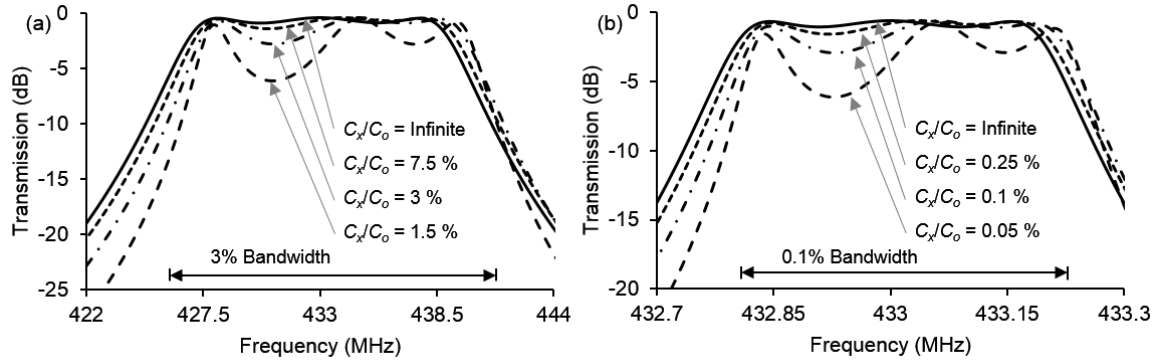 (a)
Transmission (dB)
0
-5
-10
-15
-20
-25
Cx/Co = Infinite
Cx/Co = 7.5 %
Cx/Co = 3 %
Cx/Co = 1.5 %
3% Bandwidth
422
427.5
433
438.5
444
Frequency (MHz)
(b)
Transmission (dB)
0
-5
-10
-15
-20
Cx/Co = Infinite
Cx/Co = 0.25 %
Cx/Co = 0.1 %
Cx/Co = 0.05 %
0.1% Bandwidth
432.7
432.85
433
433.15
433.3
Frequency (MHz)